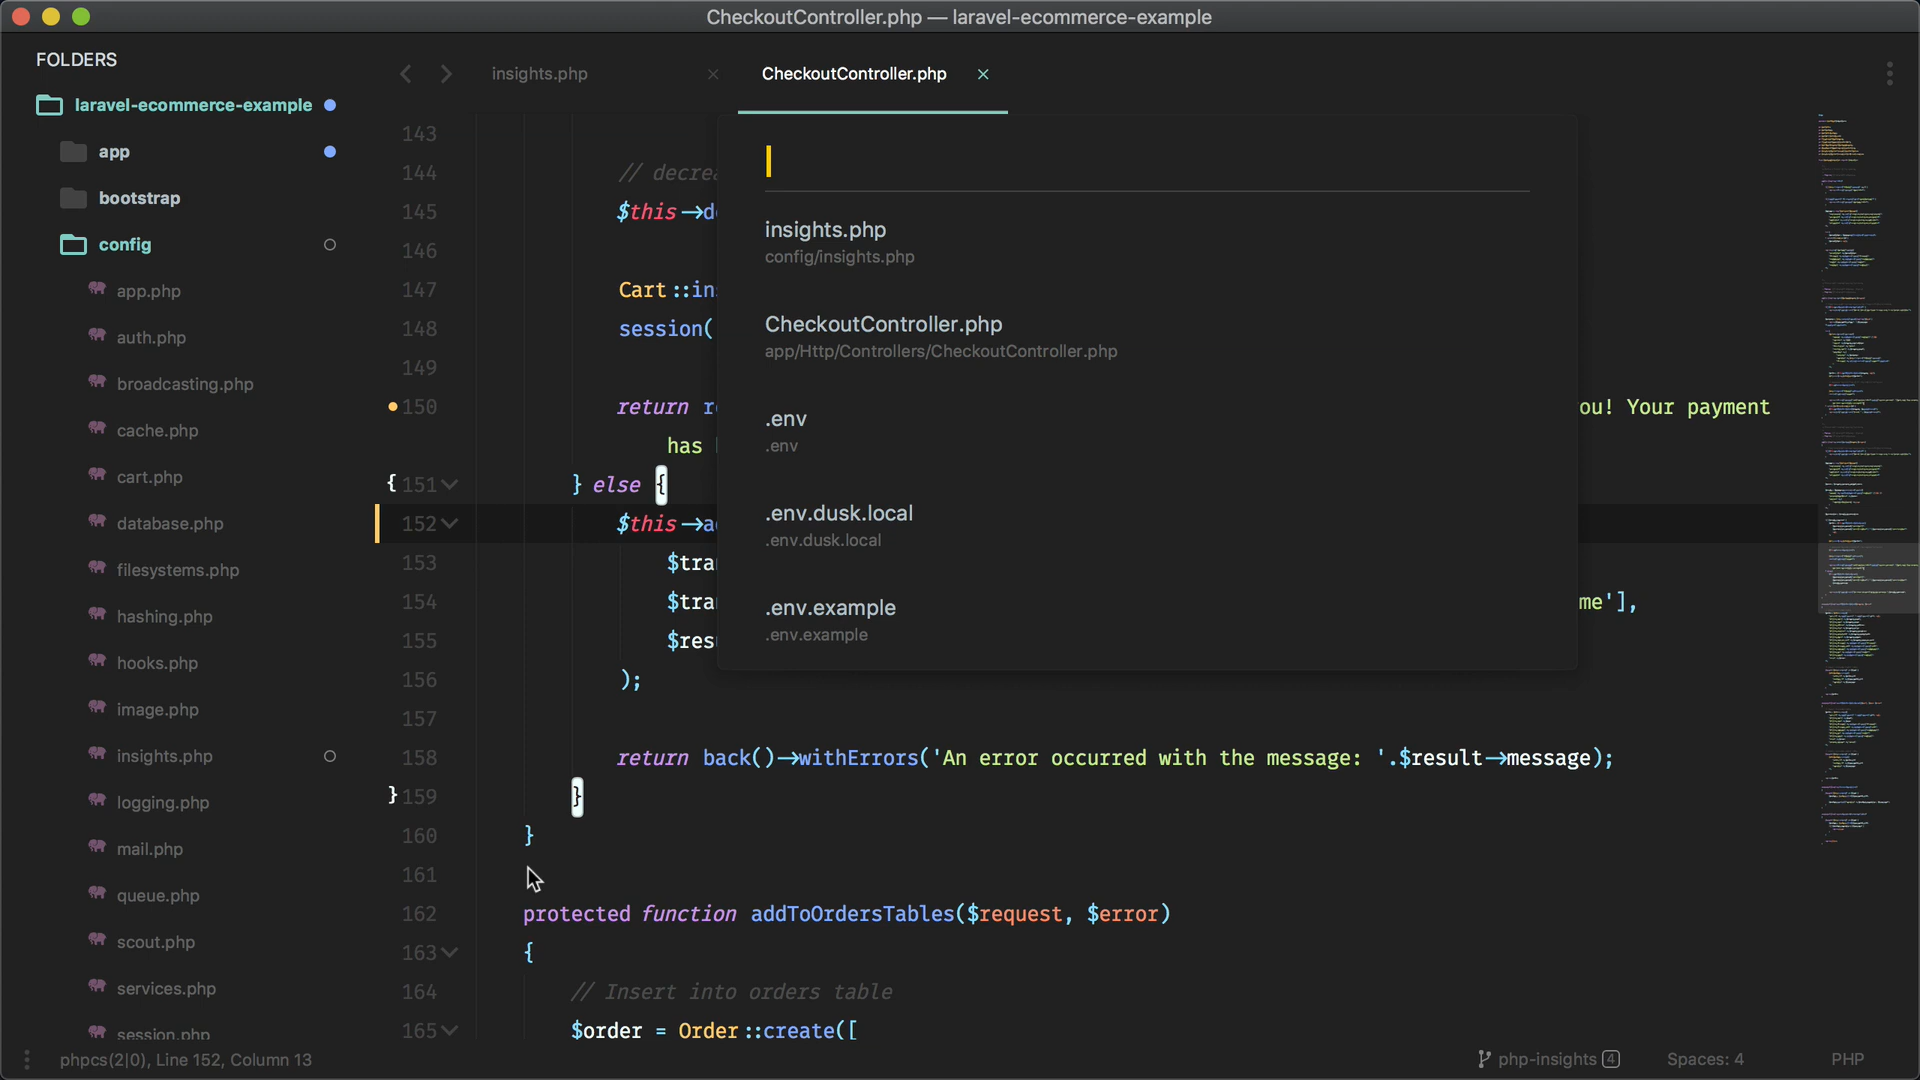 CheckoutController.php — laravel-ecommerce-example
FOLDERS
laravel-ecommerce-example
app
bootstrap
config
app.php
auth.php
broadcasting.php
cache.php
cart.php
database.php
filesystems.php
hashing.php
hooks.php
image.php
insights.php
logging.php
mail.php
queue.php
scout.php
services.php
session.php
insights.php
CheckoutController.php
143
144 // decrea
145 $this->d
146
147 Cart::ins
148 session(
149
150 return re ou! Your payment
has
{ 151 } else {
152 $this->a
153 $tra
154 $tra me'],
155 $res
156 );
157
158 return back()->withErrors('An error occurred with the message: '.$result->message);
} 159 }
160 }
161
162 protected function addToOrdersTables($request, $error)
163 {
164 // Insert into orders table
165 $order = Order::create([
insights.php
config/insights.php
CheckoutController.php
app/Http/Controllers/CheckoutController.php
.env
.env
.env.dusk.local
.env.dusk.local
.env.example
.env.example
phpcs(2|0), Line 152, Column 13
php-insights 4
Spaces: 4
PHP